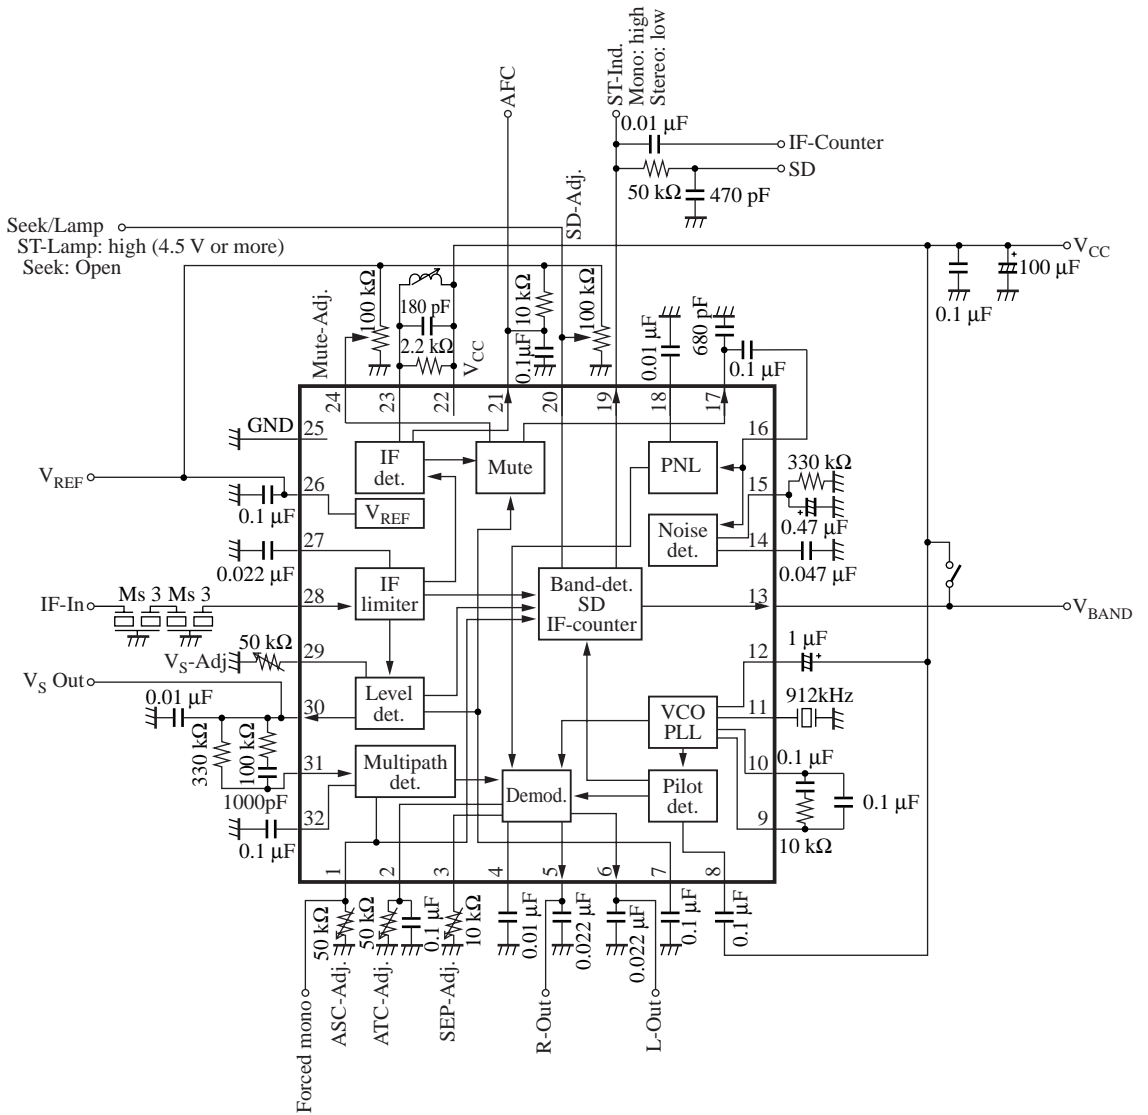 AFC
ST-Ind.
Mono: high
Stereo: low
0.01 µF
IF-Counter
SD
50 kΩ
470 pF
SD-Adj.
Seek/Lamp
ST-Lamp: high (4.5 V or more)
Seek: Open
VCC
100 µF
0.1 µF
Mute-Adj.
100 kΩ
180 pF
2.2 kΩ
VCC
10 kΩ
0.1µF
100 kΩ
0.01 µF
680 pF
0.1 µF
24
23
22
21
20
19
18
17
GND
25
16
IF
det.
Mute
PNL
330 kΩ
VREF
26
15
0.1 µF
VREF
0.47 µF
Noise
det.
27
14
0.022 µF
0.047 µF
IF
limiter
Band-det.
SD
IF-counter
IF-In
Ms 3
Ms 3
28
13
VBAND
50 kΩ
VS-Adj
29
12
1 µF
VS Out
0.01 µF
30
Level
det.
VCO
PLL
11
912kHz
330 kΩ
100 kΩ
31
Multipath
det.
Demod.
Pilot
det.
10
0.1 µF
0.1 µF
1000pF
32
9
0.1 µF
10 kΩ
1
2
3
4
5
6
7
8
50 kΩ
50 kΩ
0.1 µF
10 kΩ
0.01 µF
0.022 µF
0.022 µF
0.1 µF
0.1 µF
Forced mono
ASC-Adj.
ATC-Adj.
SEP-Adj.
R-Out
L-Out